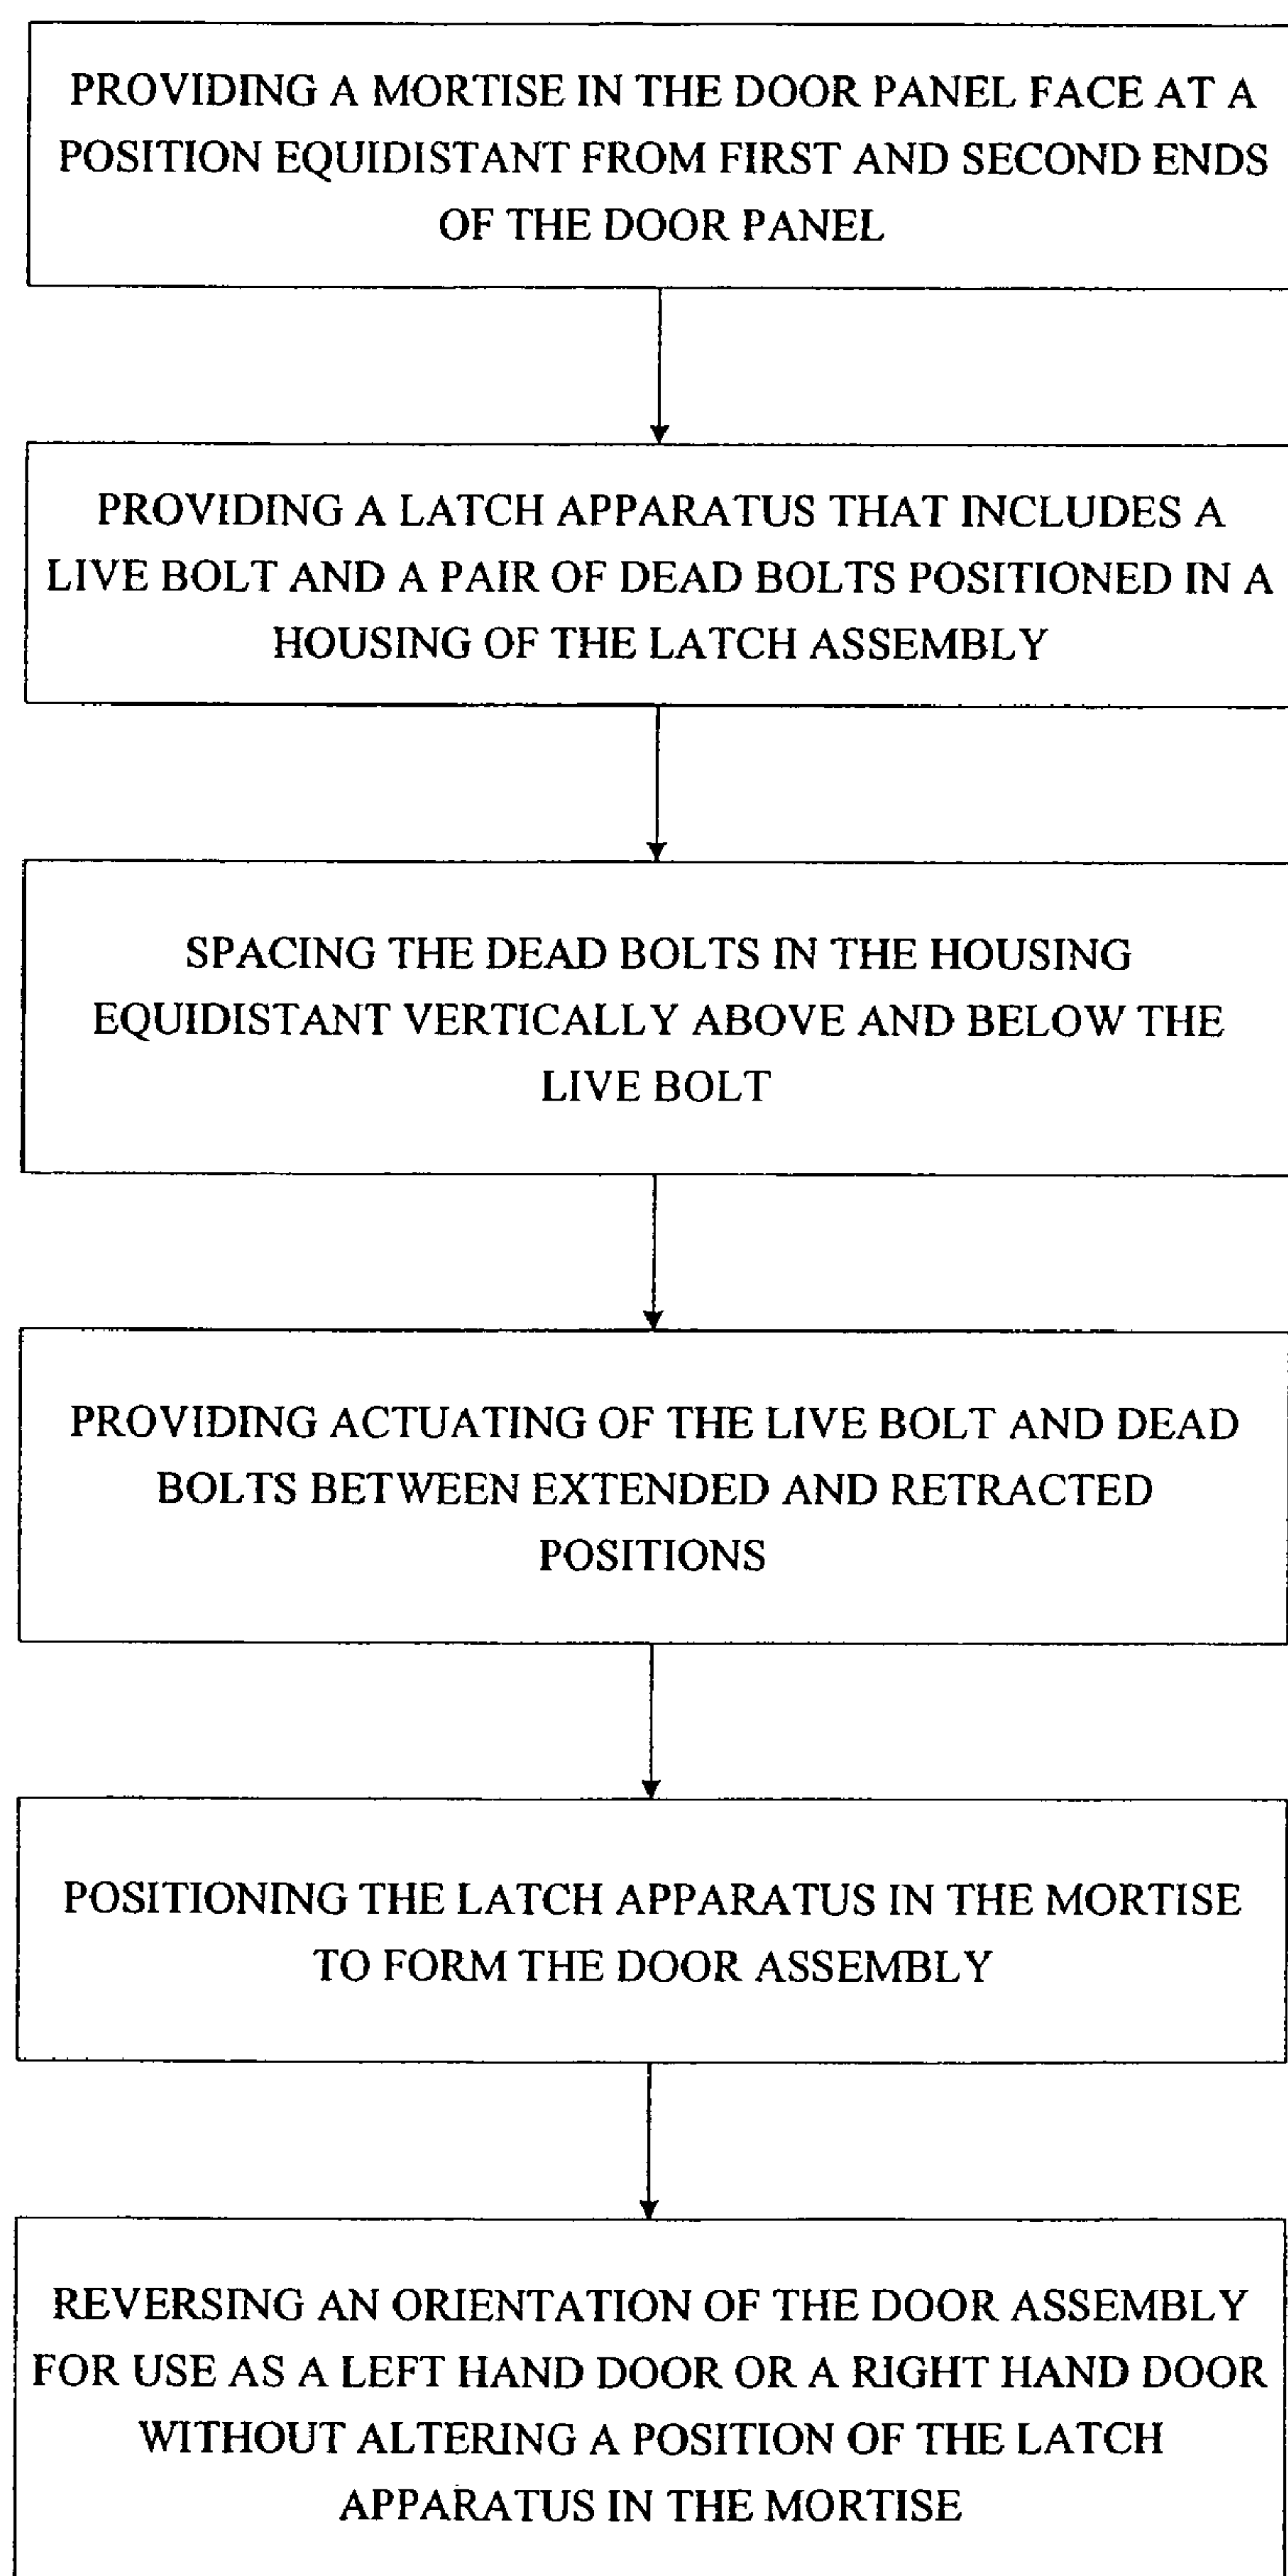 PROVIDING A MORTISE IN THE DOOR PANEL FACE AT A
POSITION EQUIDISTANT FROM FIRST AND SECOND ENDS
OF THE DOOR PANEL
PROVIDING A LATCH APPARATUS THAT INCLUDES A
LIVE BOLT AND A PAIR OF DEAD BOLTS POSITIONED IN A
HOUSING OF THE LATCH ASSEMBLY
SPACING THE DEAD BOLTS IN THE HOUSING
EQUIDISTANT VERTICALLY ABOVE AND BELOW THE
LIVE BOLT
PROVIDING ACTUATING OF THE LIVE BOLT AND DEAD
BOLTS BETWEEN EXTENDED AND RETRACTED
POSITIONS
POSITIONING THE LATCH APPARATUS IN THE MORTISE
TO FORM THE DOOR ASSEMBLY
REVERSING AN ORIENTATION OF THE DOOR ASSEMBLY
FOR USE AS A LEFT HAND DOOR OR A RIGHT HAND DOOR
WITHOUT ALTERING A POSITION OF THE LATCH
APPARATUS IN THE MORTISE